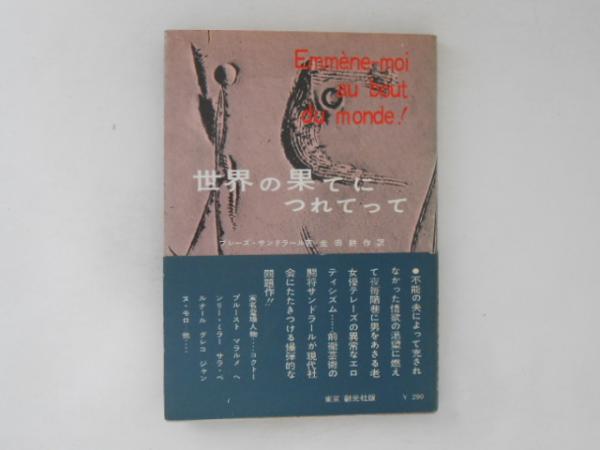 Emmène-moi
au bout
du monde!
世界の果てに
つれてって
ブレーズ・サンドラール著・生田耕作訳
●不能の夫によって充され
なかった情欲の渇望に燃え
て夜毎陋巷に男をあさる老
女優テレーズの異常なエロ
ティシズム……前衛芸術の
闘将サンドラールが現代社
会にたたきつける爆弾的な
問題作!!
実名登場人物…コクトー
プルースト マラルメ ヘ
ンリー・ミラー サラ・ベ
ルナール グレコ ジャン
ヌ・モロ 他……
東京 創元社版
¥ 290